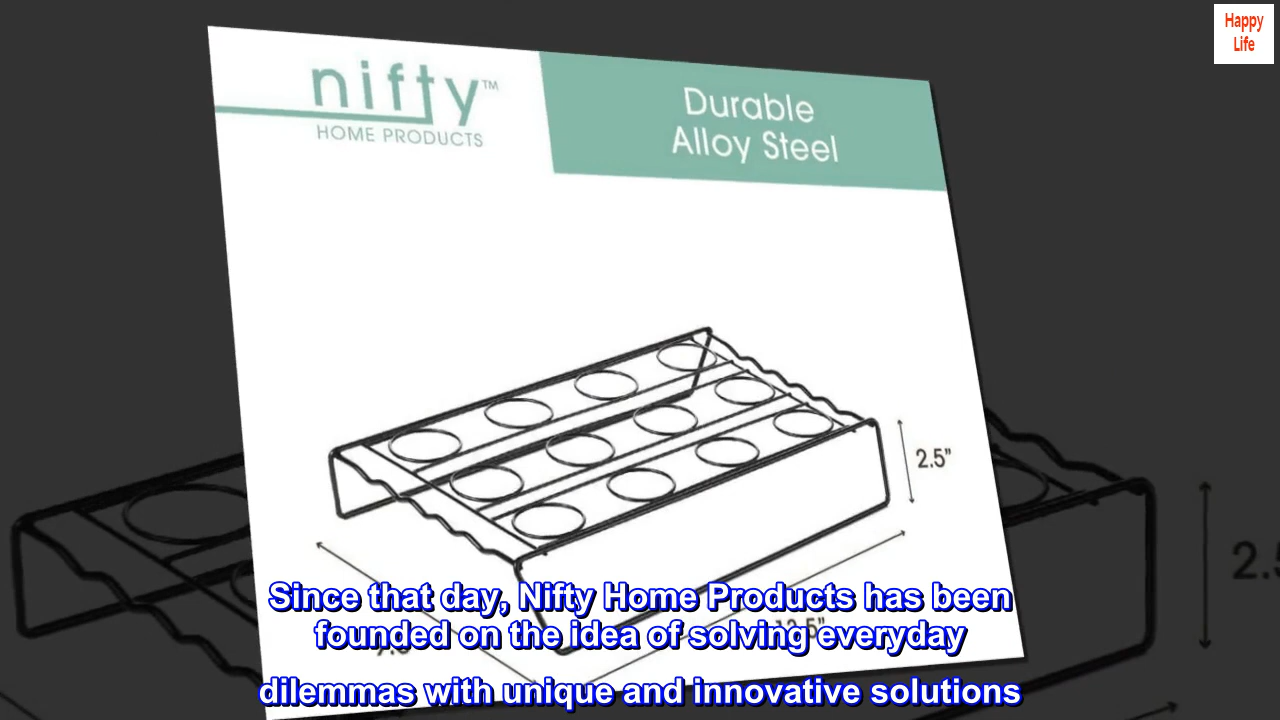 Happy
Life
nifty™
HOME PRODUCTS
Durable
Alloy Steel
2.5"
Since that day, Nifty Home Products has been
founded on the idea of solving everyday
dilemmas with unique and innovative solutions